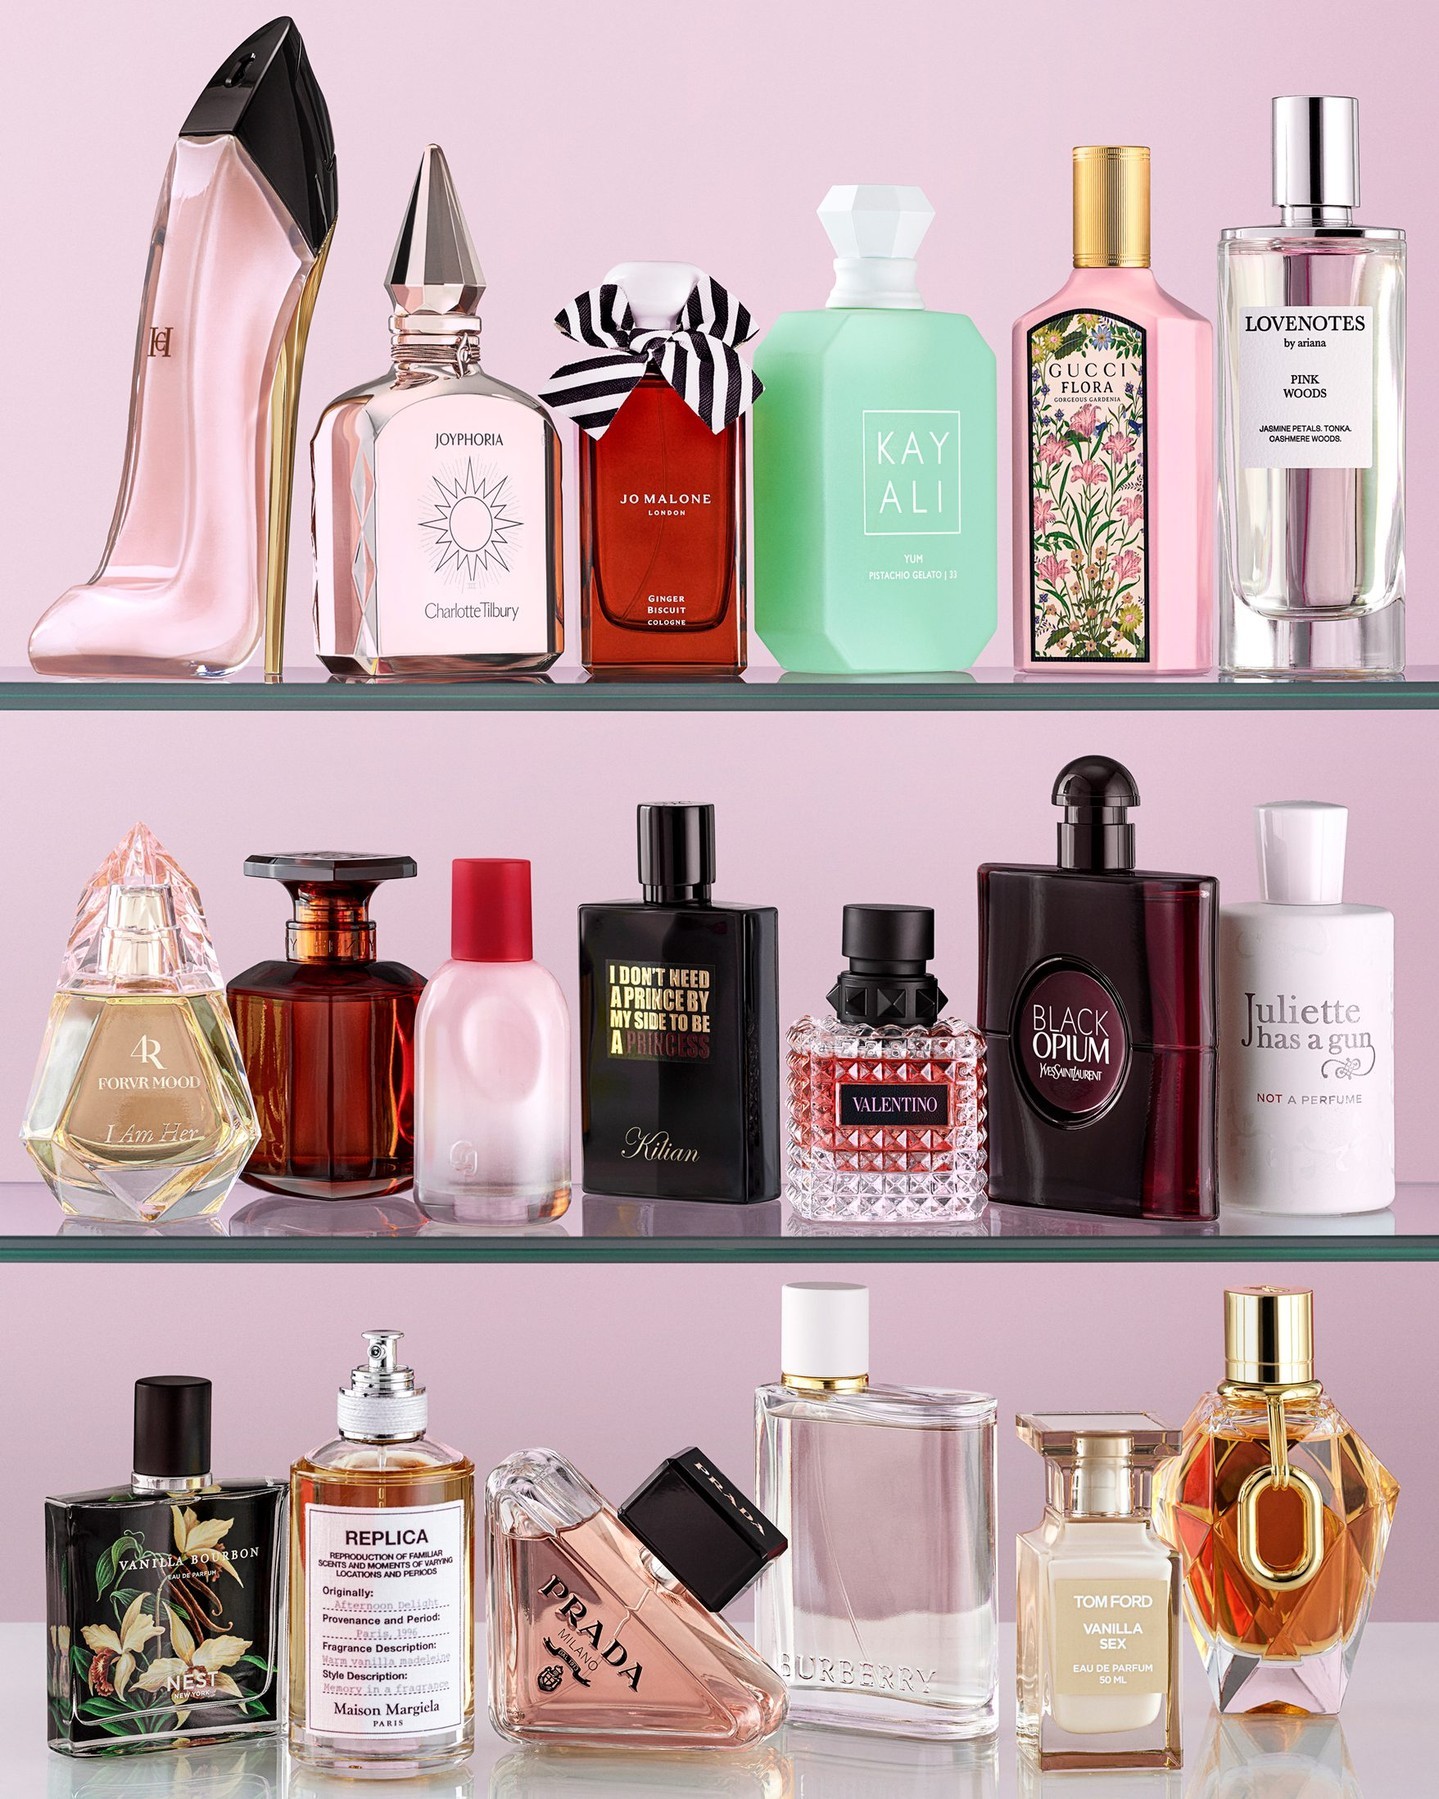 CH
JOYPHORIA
Charlotte Tilbury
JO MALONE
LONDON
GINGER
BISCUIT
COLOGNE
KAY
ALI
YUM
PISTACHIO GELATO | 33
GUCCI
FLORA
GORGEOUS GARDENIA
LOVENOTES
by ariana
PINK
WOODS
JASMINE PETALS. TONKA.
CASHMERE WOODS.
4R
FORVR MOOD
I Am Her
I DON'T NEED
A PRINCE BY
MY SIDE TO BE
A PRINCESS
Kilian
VALENTINO
BLACK
OPIUM
YVES SAINT LAURENT
Juliette
has a gun
NOT A PERFUME
VANILLA BOURBON
EAU DE PARFUM
NEST
NEW YORK
REPLICA
REPRODUCTION OF FAMILIAR
SCENTS AND MOMENTS OF VARYING
LOCATIONS AND PERIODS
Originally:
Afternoon Delight
Provenance and Period:
Paris, 1996
Fragrance Description:
Warm vanilla madeleine
Style Description:
Memory in a fragrance
Maison Margiela
PARIS
PRADA
PRADA
MILANO
BURBERRY
TOM FORD
VANILLA
SEX
EAU DE PARFUM
50 ML